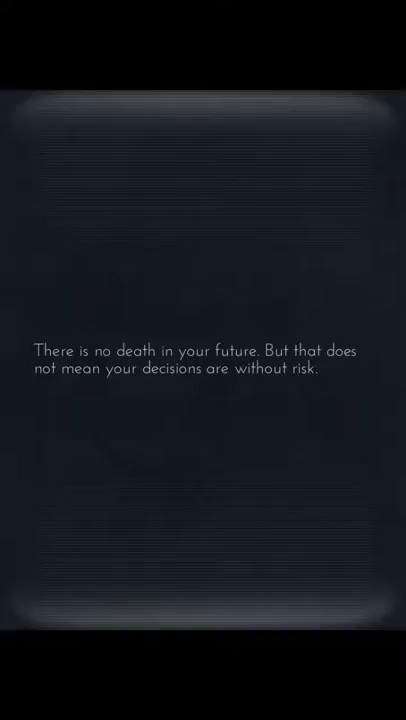 There is no death in your future. But that does
not mean your decisions are without risk.